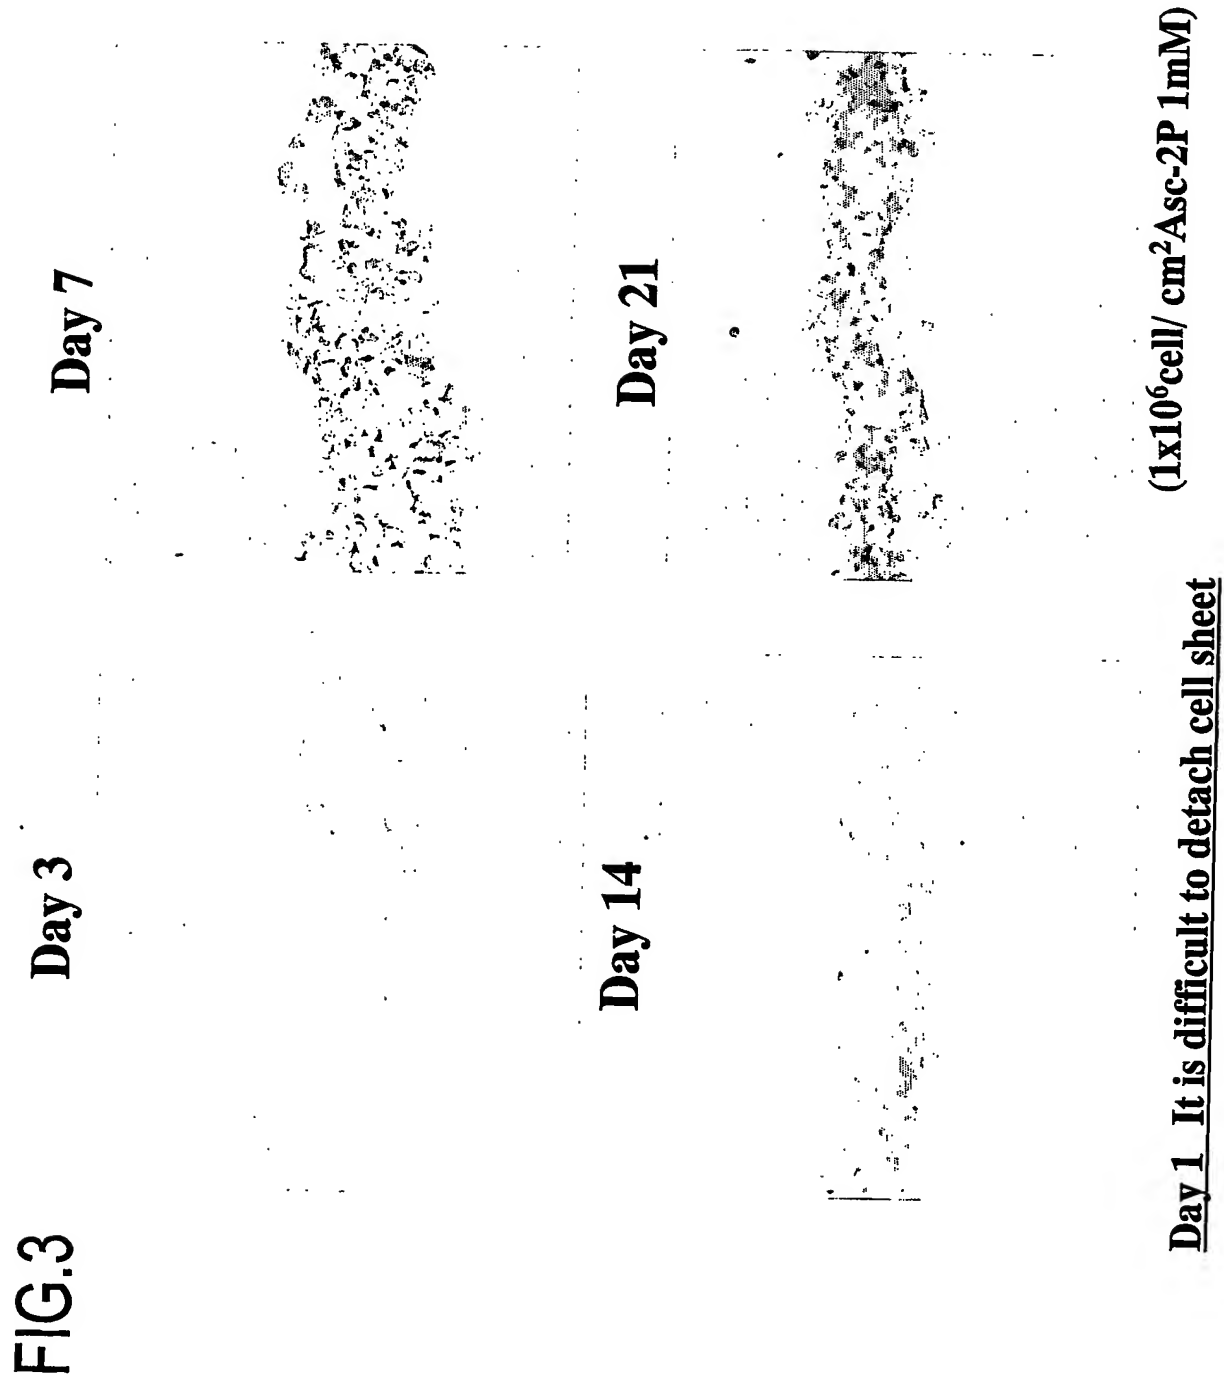 FIG.3
Day 3
Day 7
Day 14
Day 21
(1x10⁶cell/ cm²Asc-2P 1mM)
Day 1 It is difficult to detach cell sheet